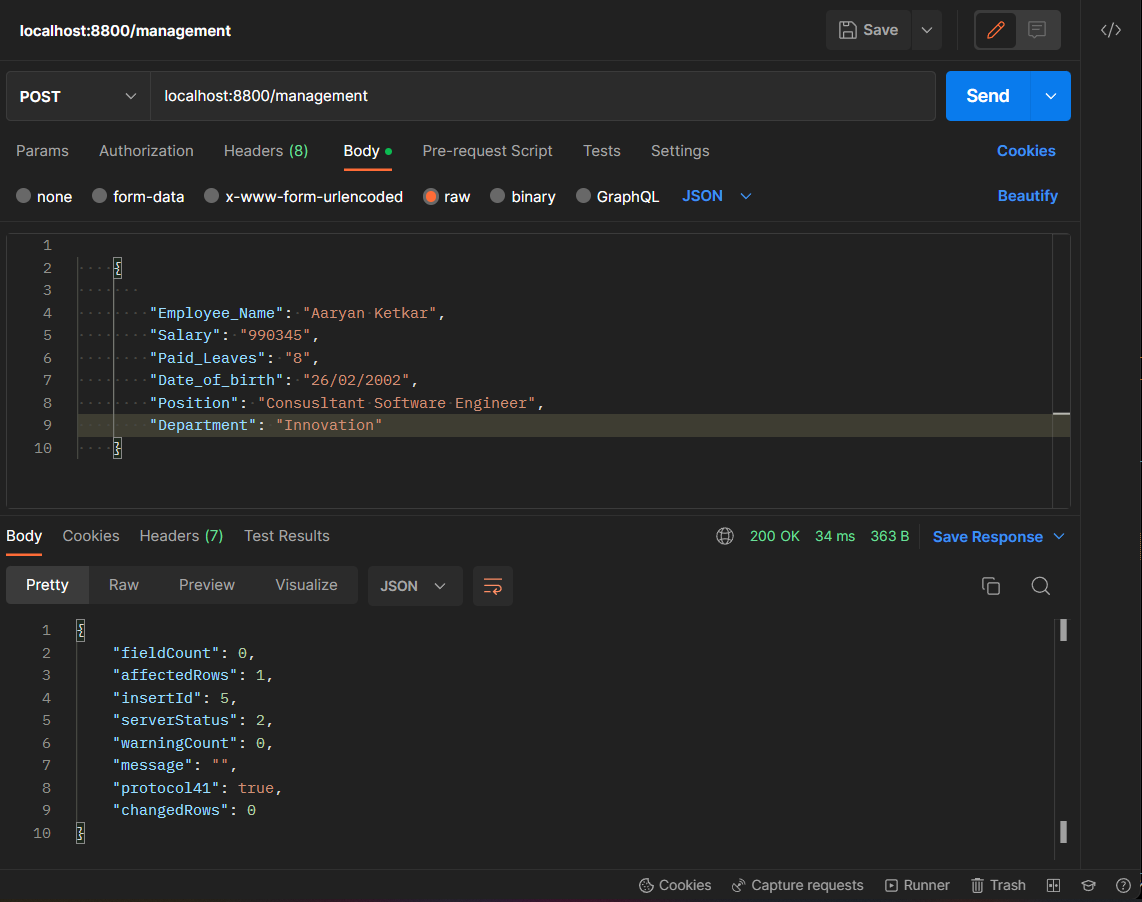 localhost:8800/management
Save
POST
localhost:8800/management
Send
Params Authorization Headers (8) Body Pre-request Script Tests Settings Cookies
none form-data x-www-form-urlencoded raw binary GraphQL JSON Beautify
1
2 {
3
4 "Employee_Name": "Aaryan Ketkar",
5 "Salary": "990345",
6 "Paid_Leaves": "8",
7 "Date_of_birth": "26/02/2002",
8 "Position": "Consusltant Software Engineer",
9 "Department": "Innovation"
10 }
Body Cookies Headers (7) Test Results 200 OK 34 ms 363 B Save Response
Pretty Raw Preview Visualize JSON
1 {
2 "fieldCount": 0,
3 "affectedRows": 1,
4 "insertId": 5,
5 "serverStatus": 2,
6 "warningCount": 0,
7 "message": "",
8 "protocol41": true,
9 "changedRows": 0
10 }
Cookies Capture requests Runner Trash